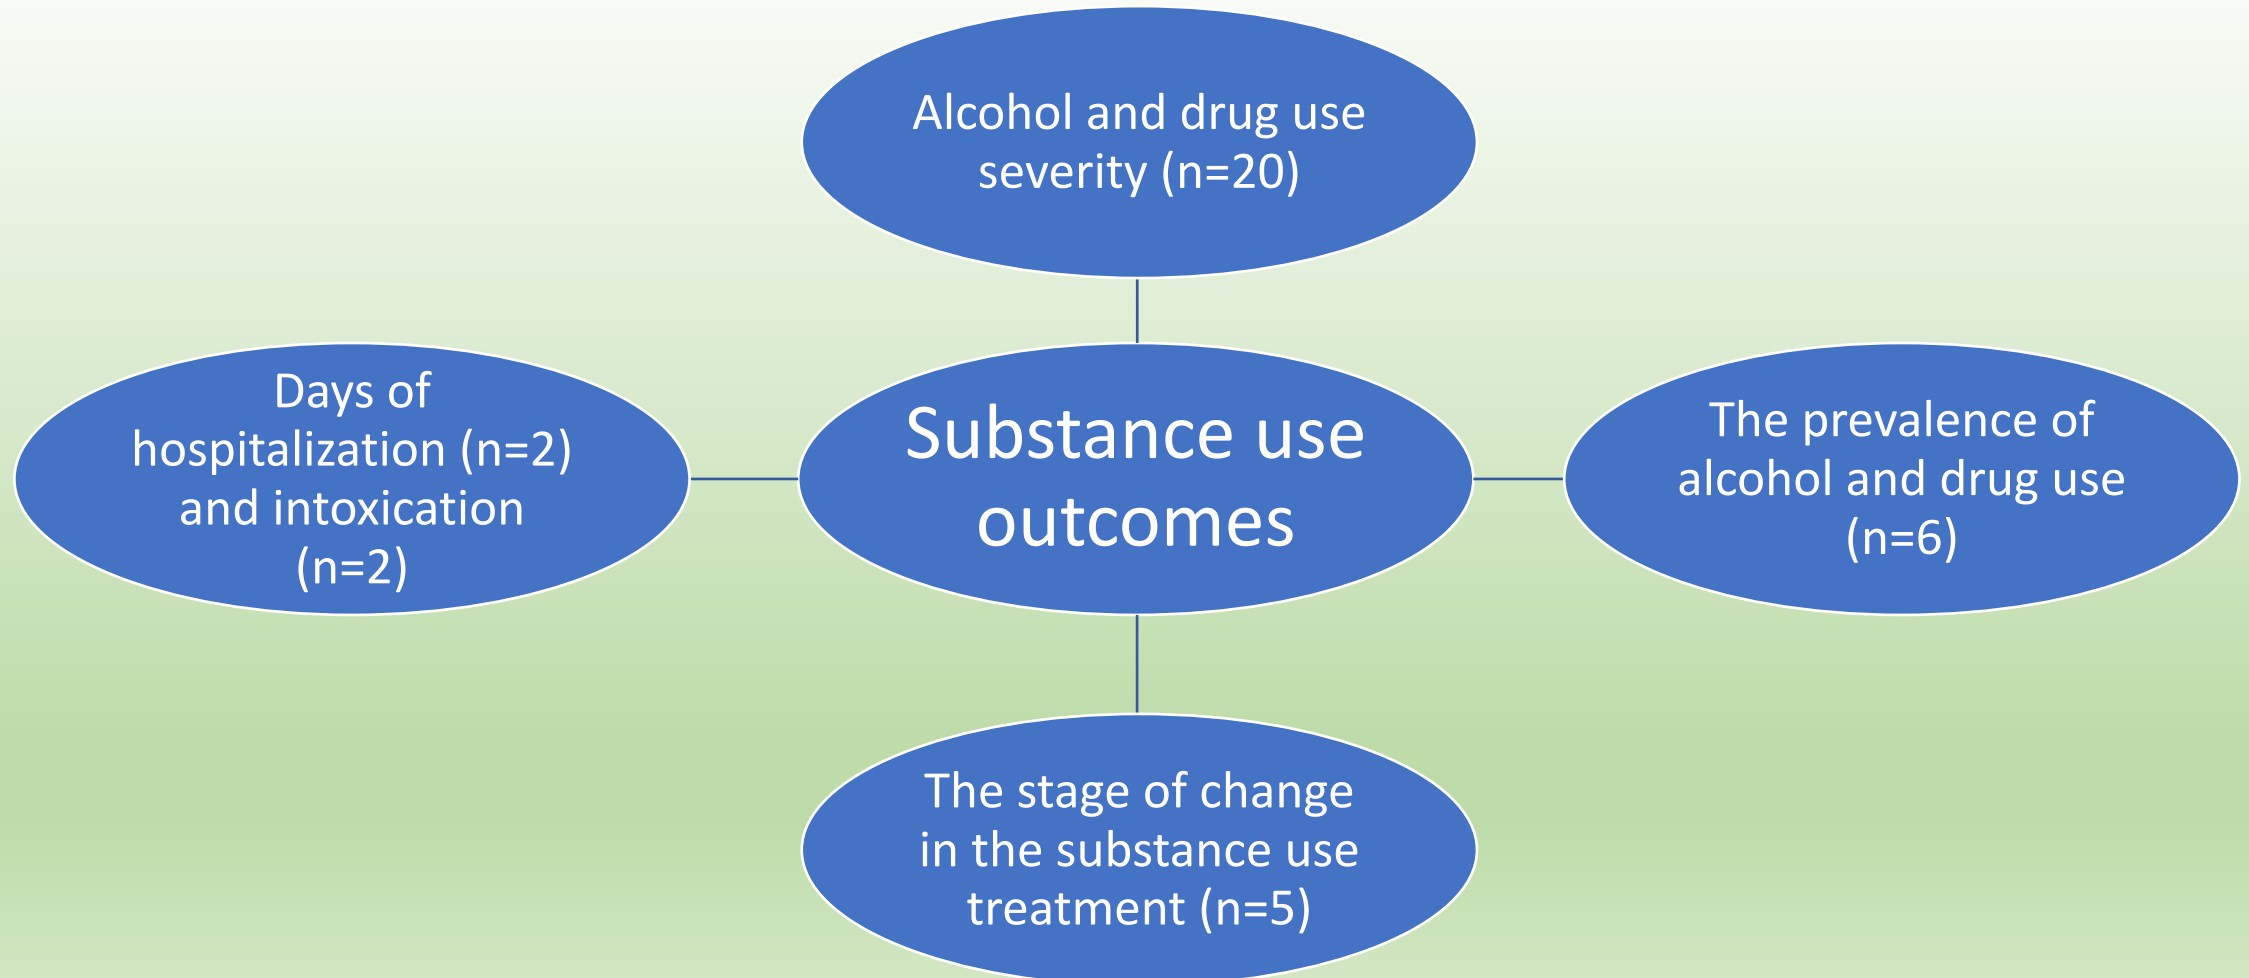 Alcohol and drug use
severity (n=20)
Days of
hospitalization (n=2)
and intoxication
(n=2)
Substance use
outcomes
The prevalence of
alcohol and drug use
(n=6)
The stage of change
in the substance use
treatment (n=5)